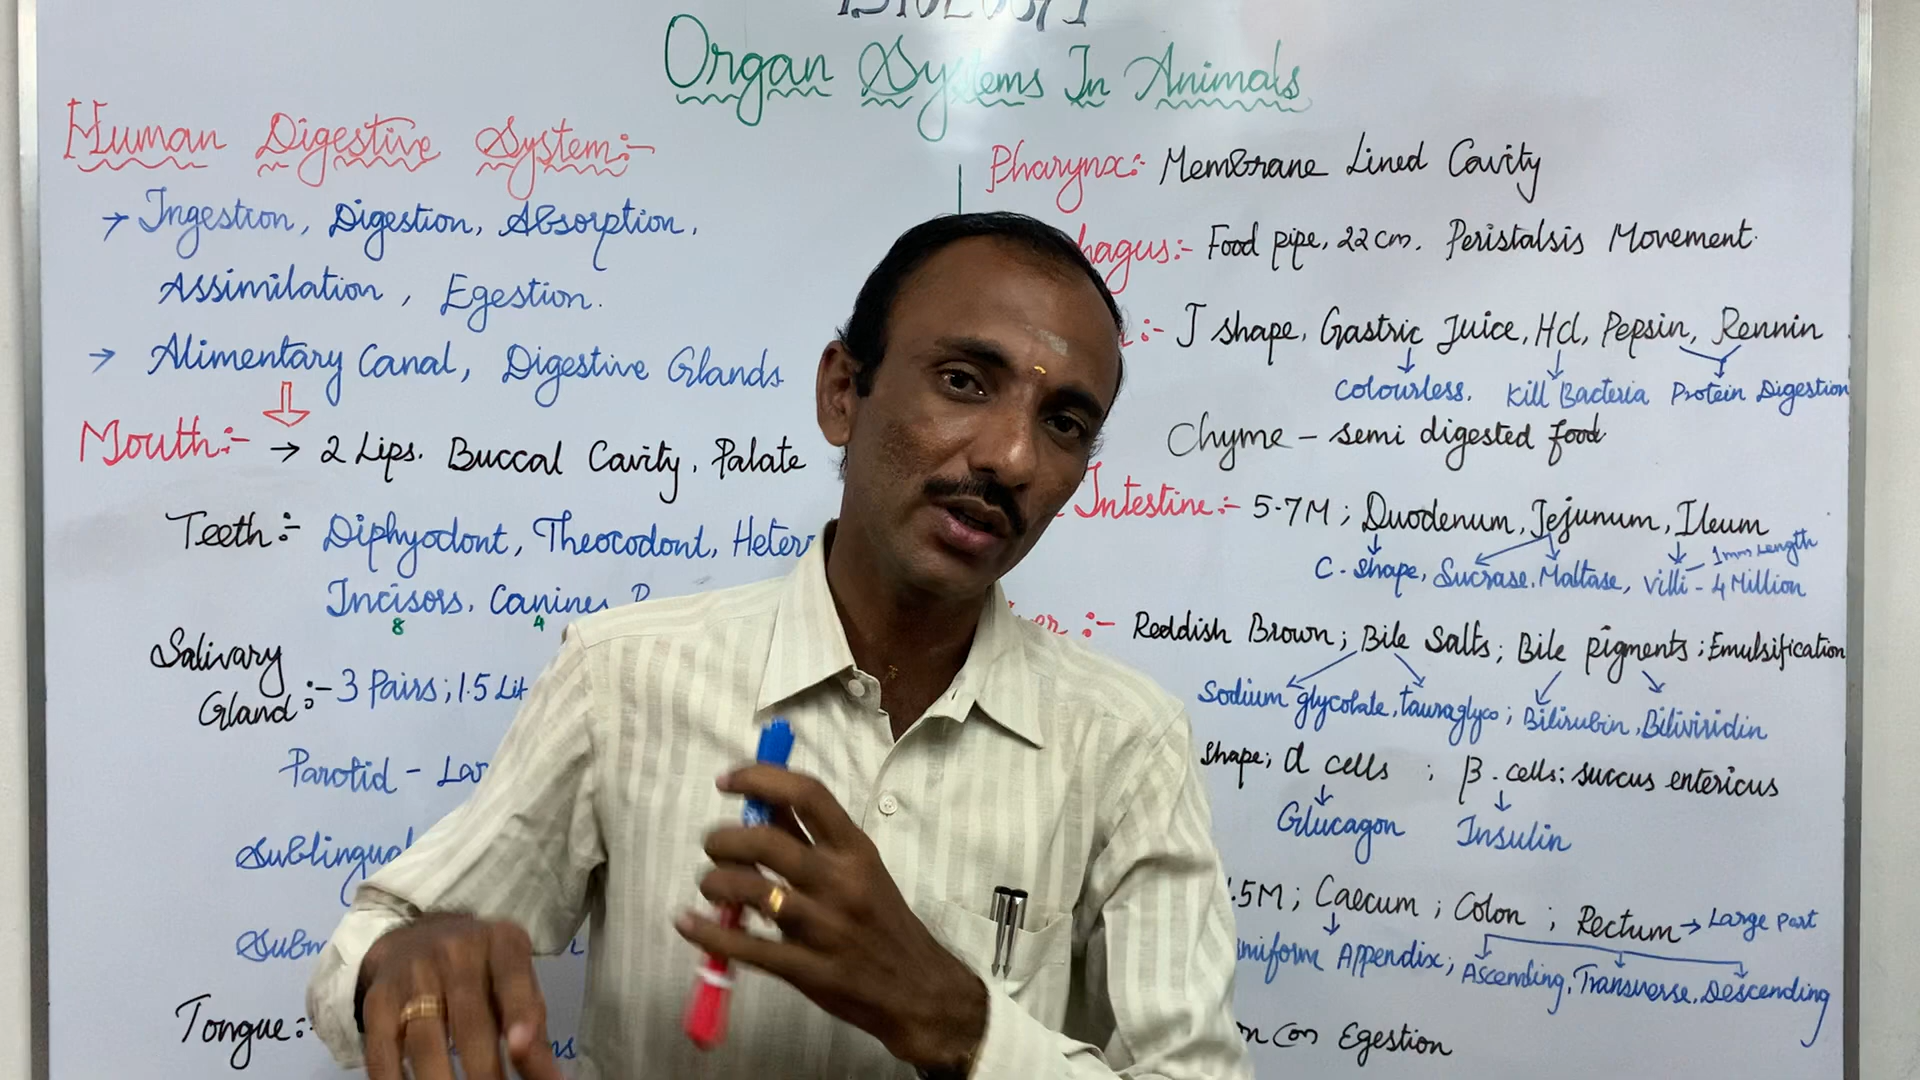 Organ Systems In Animals
Human Digestive System:-
→ Ingestion, Digestion, Absorption,
Assimilation, Egestion.
→ Alimentary Canal, Digestive Glands
Mouth:- → 2 Lips. Buccal Cavity, Palate
Teeth:- Diphyodont, Theocodont,
Incisors, Canines
8 4
Salivary
Gland:- 3 Pairs; 1.5 Lit
Parotid -
Sublingual
Tongue:-
Pharynx:- Membrane Lined Cavity
Food pipe, 22 cm. Peristalsis Movement.
J shape, Gastric Juice, Hcl, Pepsin, Rennin
Colourless. Kill Bacteria Protein Digestion
Chyme - semi digested food.
Intestine:- 5-7M; Duodenum, Jejunum, Ileum
1mm Length
C-shape, Sucrase. Maltase, Villi - 4 Million
Reddish Brown; Bile Salts; Bile pigments; Emulsification
Sodium glycolate, tauraglyco; Bilirubin, Biliviridin
Shape; α cells ; β-cells: succus entericus
Glucagon Insulin
.5M; Caecum; Colon; Rectum → Large part
Appendix; Ascending, Transverse, Descending
Egestion